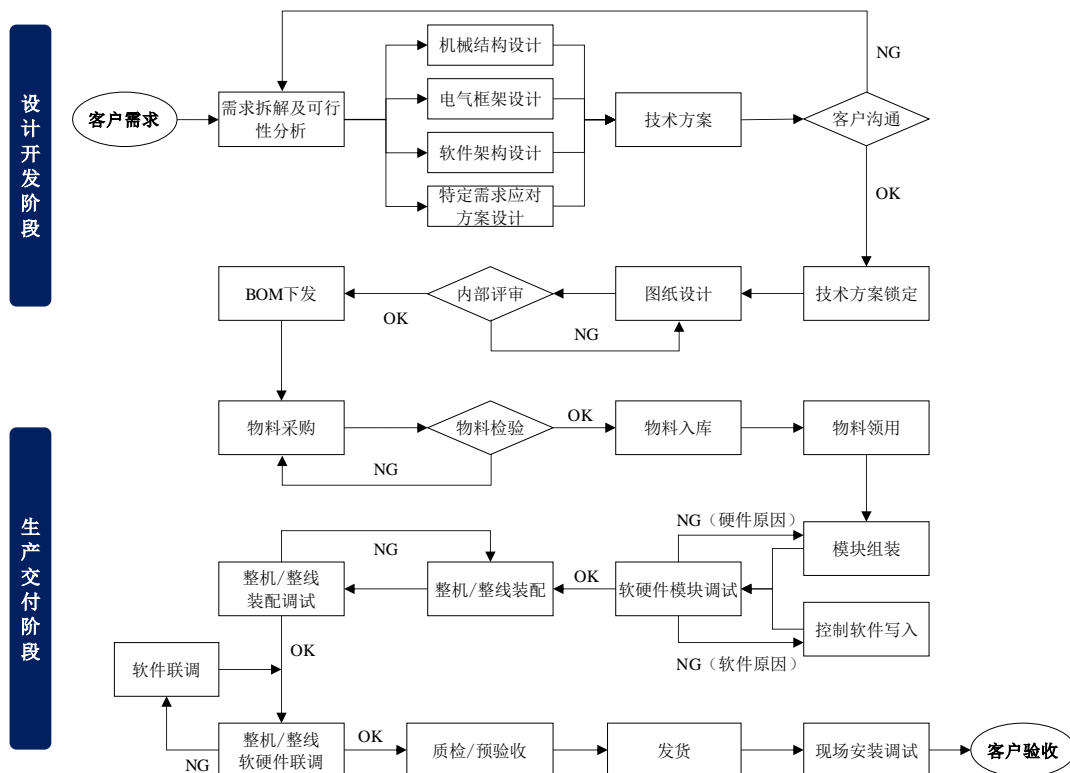 设计开发阶段
客户需求
需求拆解及可行
性分析
机械结构设计
电气框架设计
软件架构设计
特定需求应对
方案设计
技术方案
客户沟通
NG
OK
技术方案锁定
图纸设计
内部评审
NG
OK
BOM下发
生产交付阶段
物料采购
物料检验
NG
OK
物料入库
物料领用
模块组装
控制软件写入
软硬件模块调试
NG（硬件原因）
NG（软件原因）
OK
整机/整线装配
NG
整机/整线
装配调试
OK
软件联调
整机/整线
软硬件联调
NG
OK
质检/预验收
发货
现场安装调试
客户验收